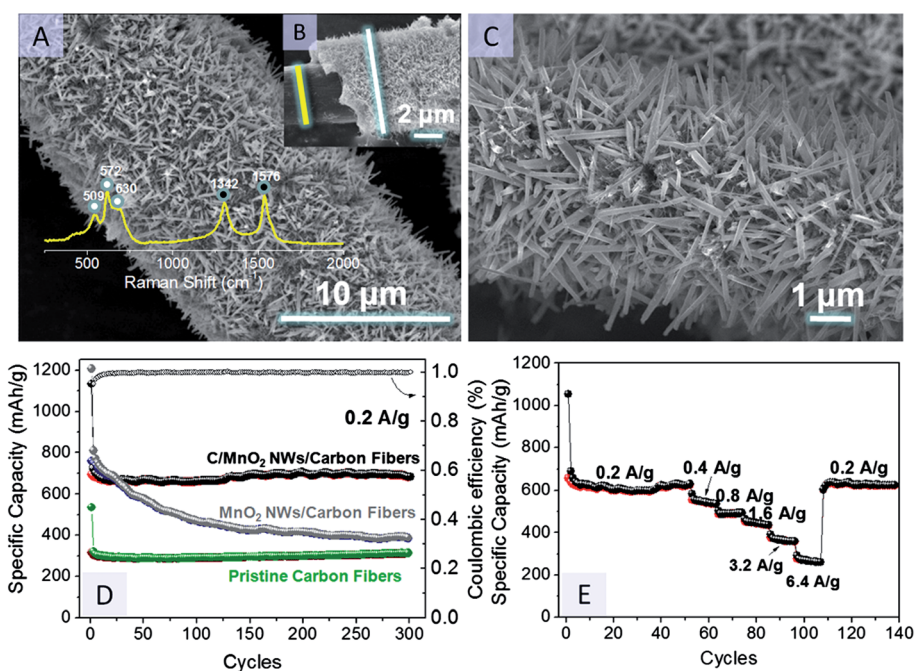 A
B
2 µm
C
509
572
630
1342
1576
500
1000
1500
2000
Raman Shift (cm⁻¹)
10 µm
1 µm
Specific Capacity (mAh/g)
1200
1000
800
600
400
200
0
0.2 A/g
C/MnO₂ NWs/Carbon Fibers
MnO₂ NWs/Carbon Fibers
Pristine Carbon Fibers
D
0
50
100
150
200
250
300
Cycles
1.0
0.8
0.6
0.4
0.2
0.0
Coulombic efficiency (%)
Specific Capacity (mAh/g)
1200
1000
800
600
400
200
0
0.2 A/g
0.4 A/g
0.8 A/g
1.6 A/g
3.2 A/g
6.4 A/g
0.2 A/g
E
0
20
40
60
80
100
120
140
Cycles